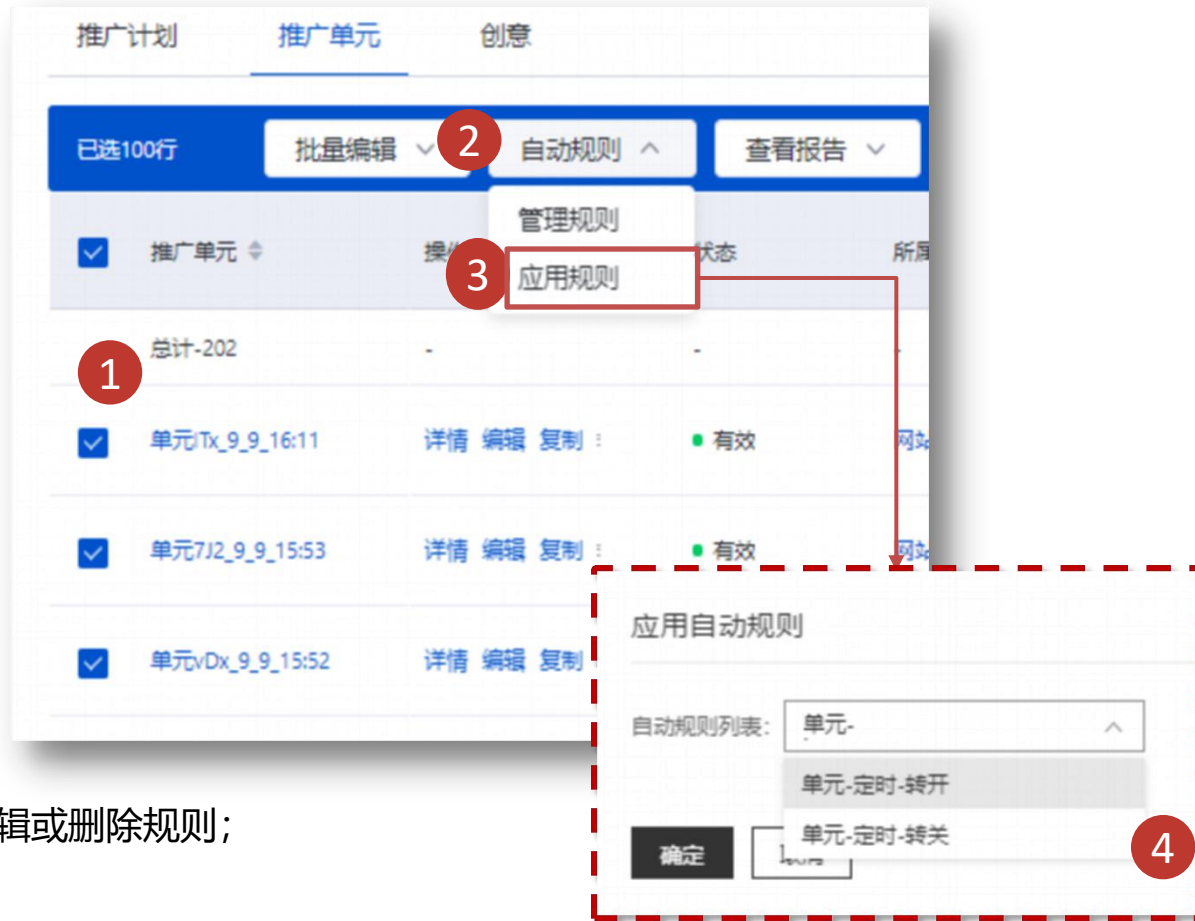 推广计划 推广单元 创意
已选100行 批量编辑 2 自动规则 查看报告
管理规则
推广单元 状态
3 应用规则
总计-202 - - -
1
单元iTx_9_9_16:11 详情 编辑 复制 有效
单元7J2_9_9_15:53 详情 编辑 复制 有效
单元vDx_9_9_15:52 详情 编辑 复制
应用自动规则
自动规则列表: 单元-
单元-定时-转开
单元-定时-转关
确定 4
辑或删除规则；